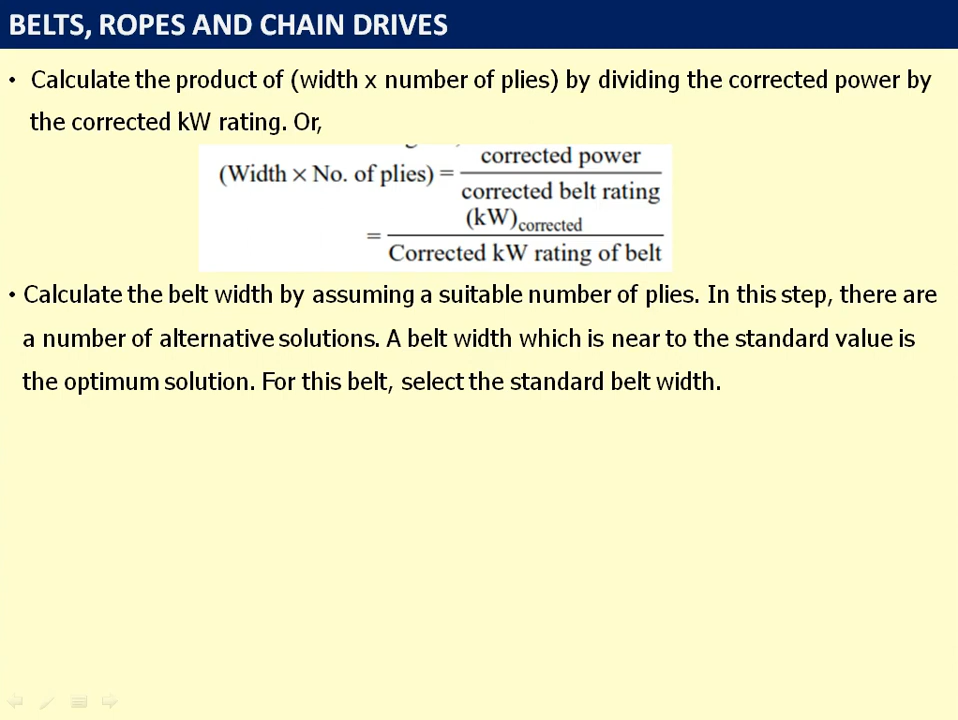 BELTS, ROPES AND CHAIN DRIVES
• Calculate the product of (width x number of plies) by dividing the corrected power by
the corrected kW rating. Or,
(Width × No. of plies) = corrected power
corrected belt rating
= (kW)corrected
Corrected kW rating of belt
• Calculate the belt width by assuming a suitable number of plies. In this step, there are
a number of alternative solutions. A belt width which is near to the standard value is
the optimum solution. For this belt, select the standard belt width.